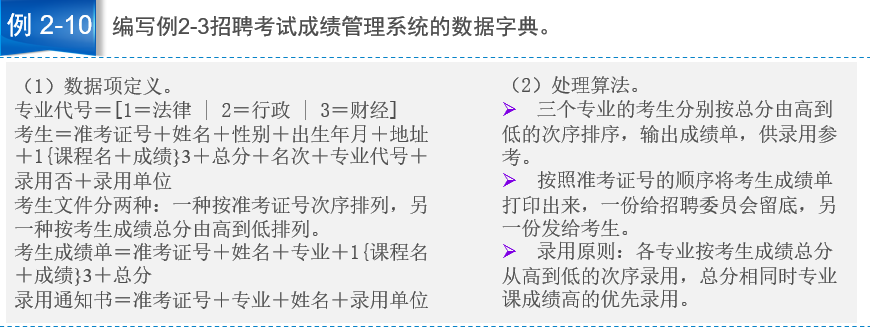 例 2-10 编写例2-3招聘考试成绩管理系统的数据字典。
（1）数据项定义。
专业代号＝[1＝法律 | 2＝行政 | 3＝财经]
考生＝准考证号＋姓名＋性别＋出生年月＋地址
＋1{课程名＋成绩}3＋总分＋名次＋专业代号＋
录用否＋录用单位
考生文件分两种：一种按准考证号次序排列，另
一种按考生成绩总分由高到低排列。
考生成绩单＝准考证号＋姓名＋专业＋1{课程名
＋成绩}3＋总分
录用通知书＝准考证号＋专业＋姓名＋录用单位
（2）处理算法。
➢ 三个专业的考生分别按总分由高到
低的次序排序，输出成绩单，供录用参
考。
➢ 按照准考证号的顺序将考生成绩单
打印出来，一份给招聘委员会留底，另
一份发给考生。
➢ 录用原则：各专业按考生成绩总分
从高到低的次序录用，总分相同时专业
课成绩高的优先录用。